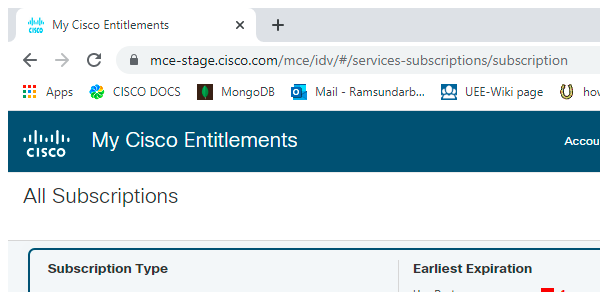 My Cisco Entitlements
mce-stage.cisco.com/mce/idv/#/services-subscriptions/subscription
Apps CISCO DOCS MongoDB Mail - Ramsundarb... UEE-Wiki page
CISCO My Cisco Entitlements
All Subscriptions
Subscription Type Earliest Expiration